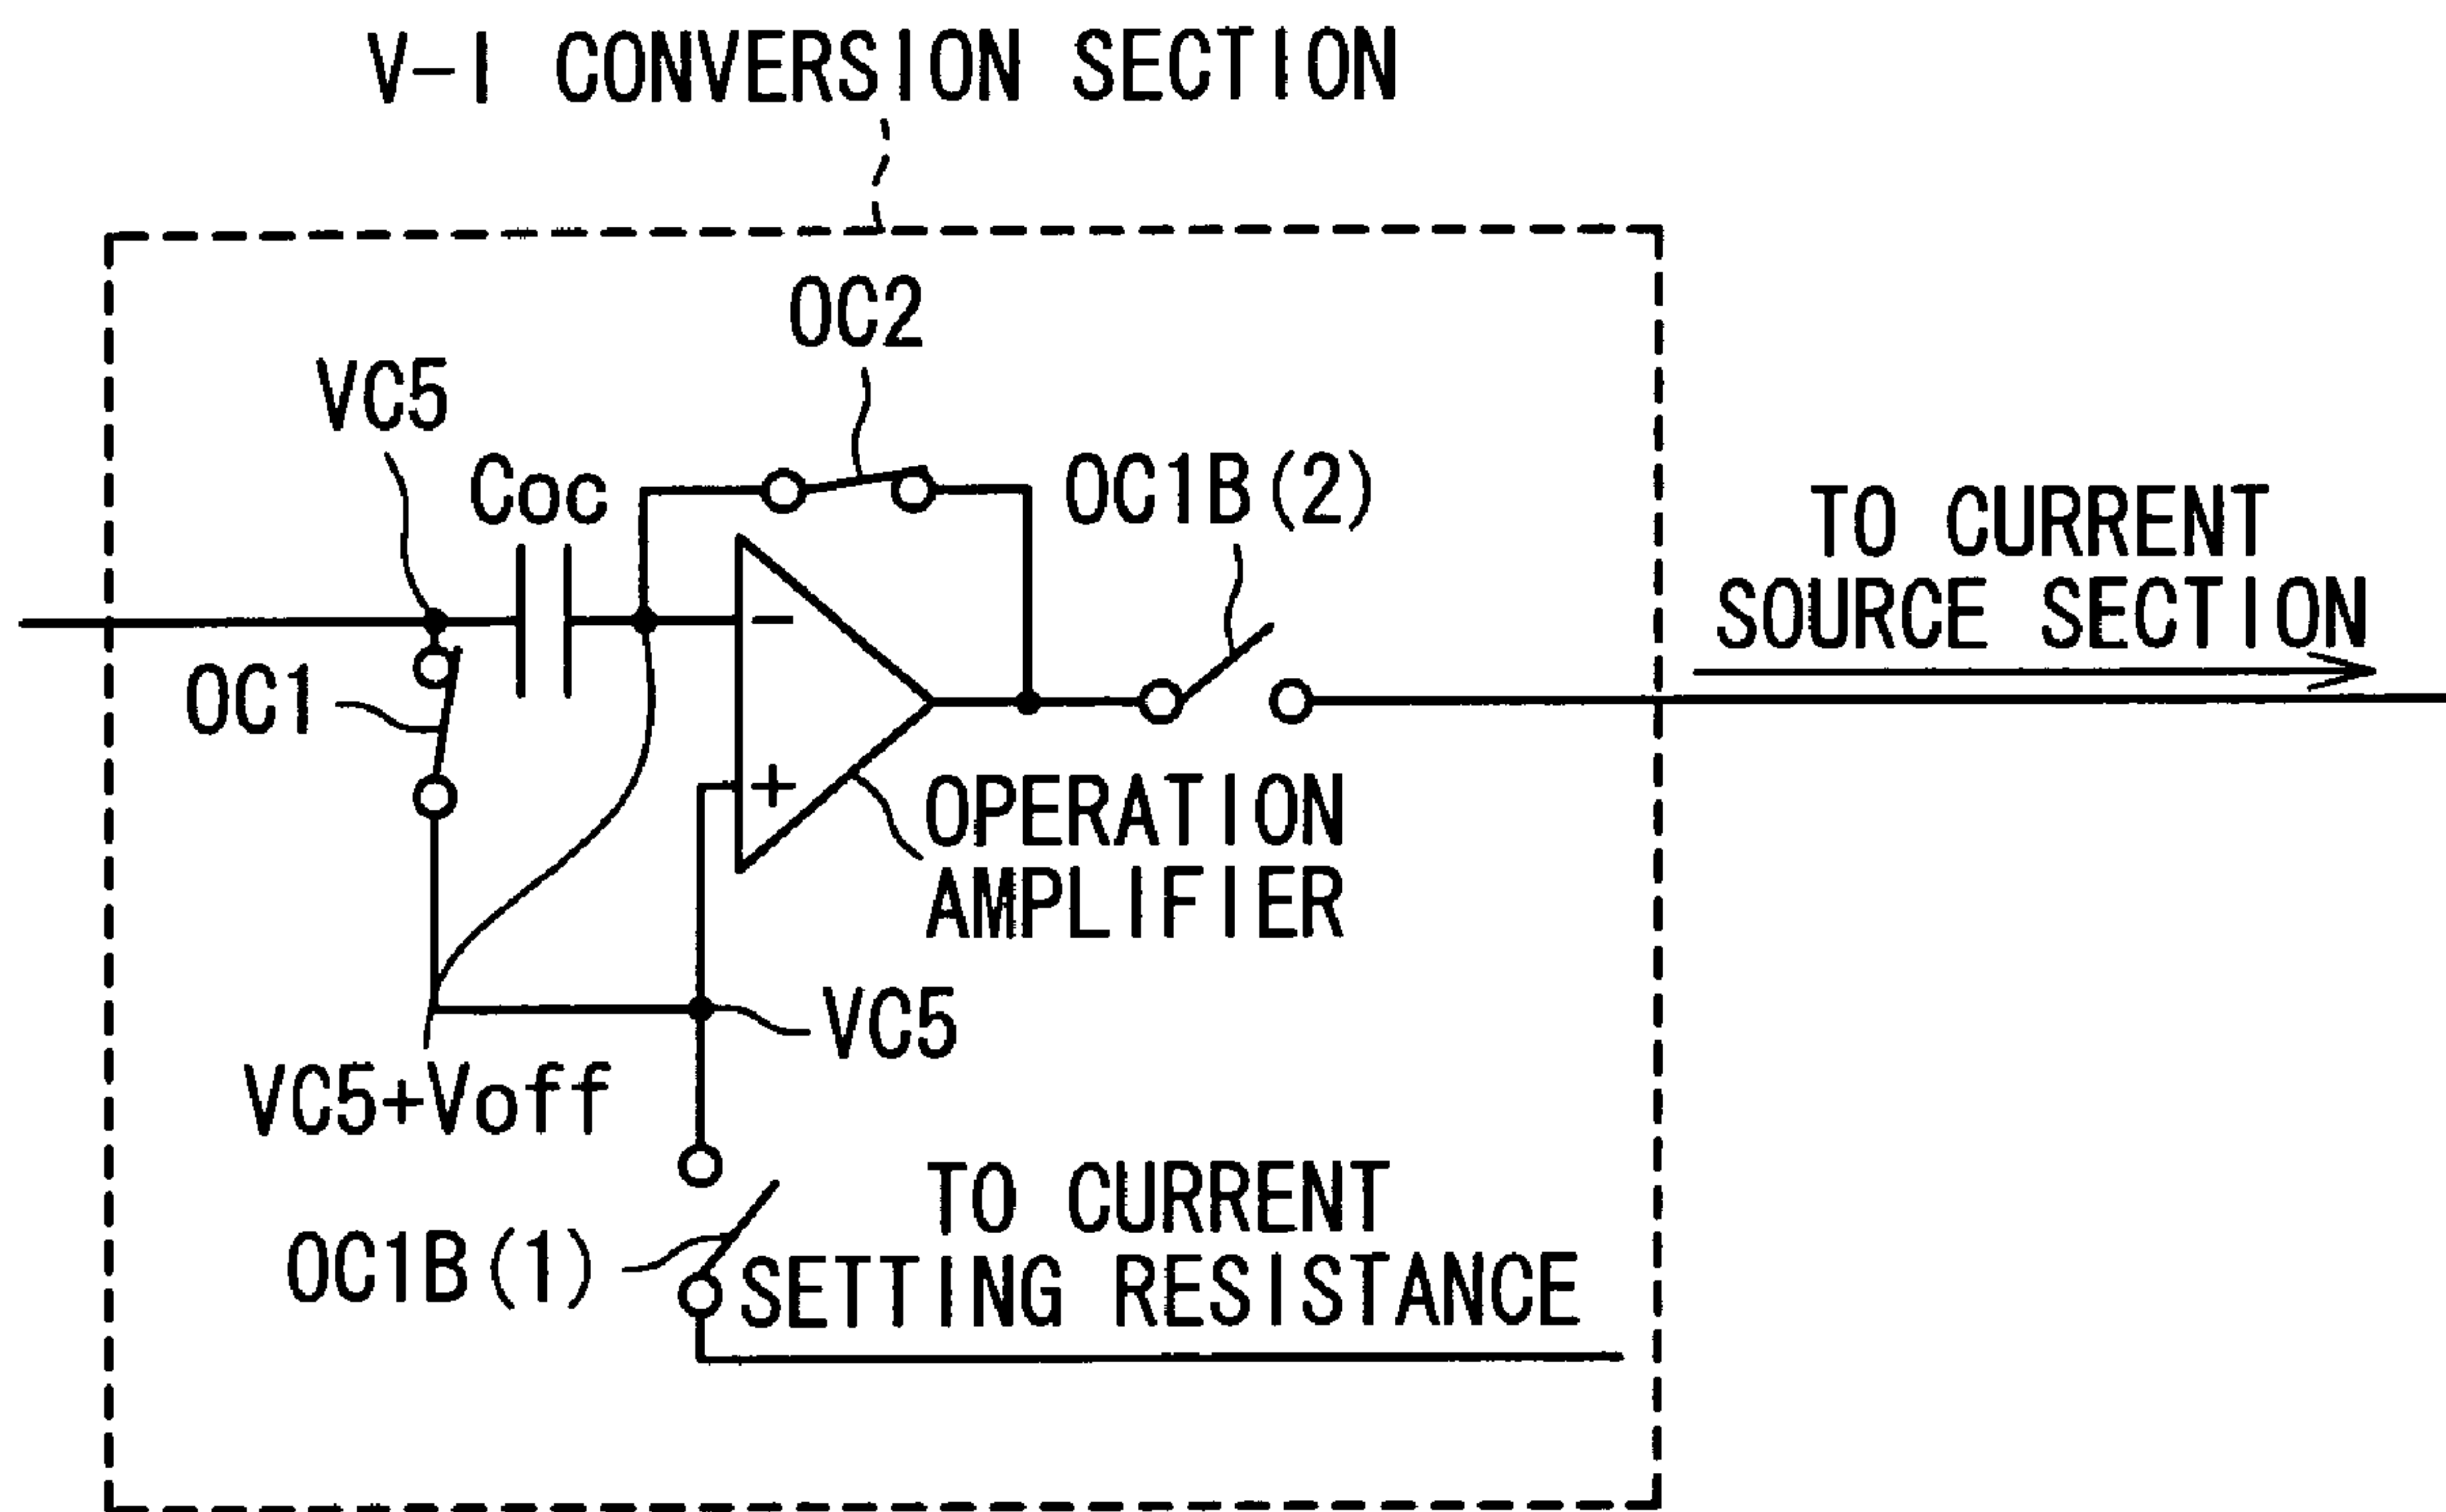 V-I CONVERSION SECTION
OC2
VC5
Coc
OC1B(2)
TO CURRENT
SOURCE SECTION
OC1
-
+
OPERATION
AMPLIFIER
VC5
VC5+Voff
TO CURRENT
SETTING RESISTANCE
OC1B(1)